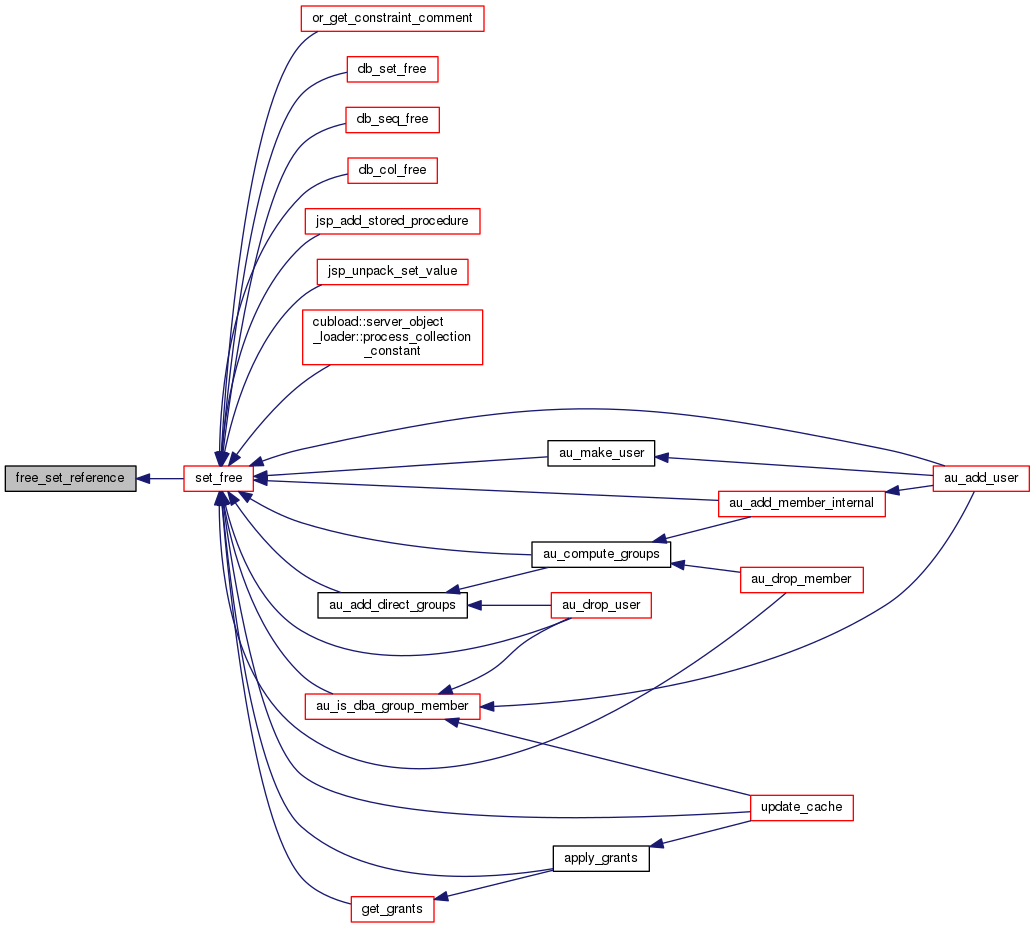 or_get_constraint_comment
db_set_free
db_seq_free
db_col_free
jsp_add_stored_procedure
jsp_unpack_set_value
cubload::server_object
_loader::process_collection
_constant
au_make_user
free_set_reference
set_free
au_add_user
au_add_member_internal
au_compute_groups
au_drop_member
au_add_direct_groups
au_drop_user
au_is_dba_group_member
update_cache
apply_grants
get_grants